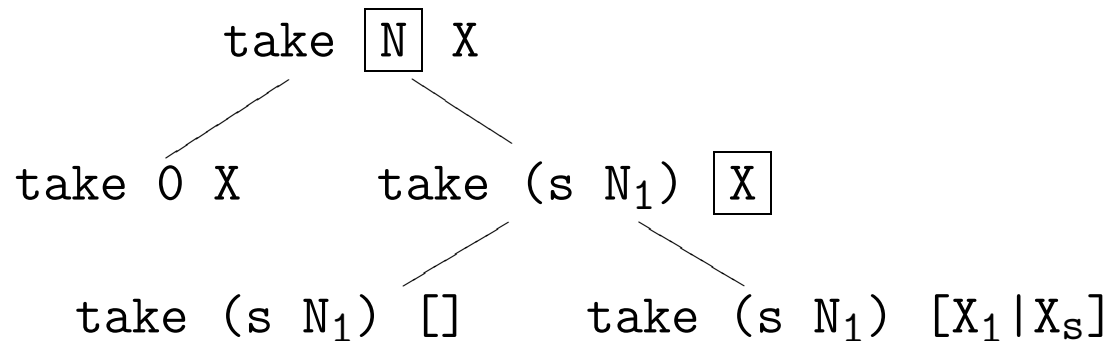 take N X
take 0 X take (s N₁) X
take (s N₁) [] take (s N₁) [X₁|Xₛ]